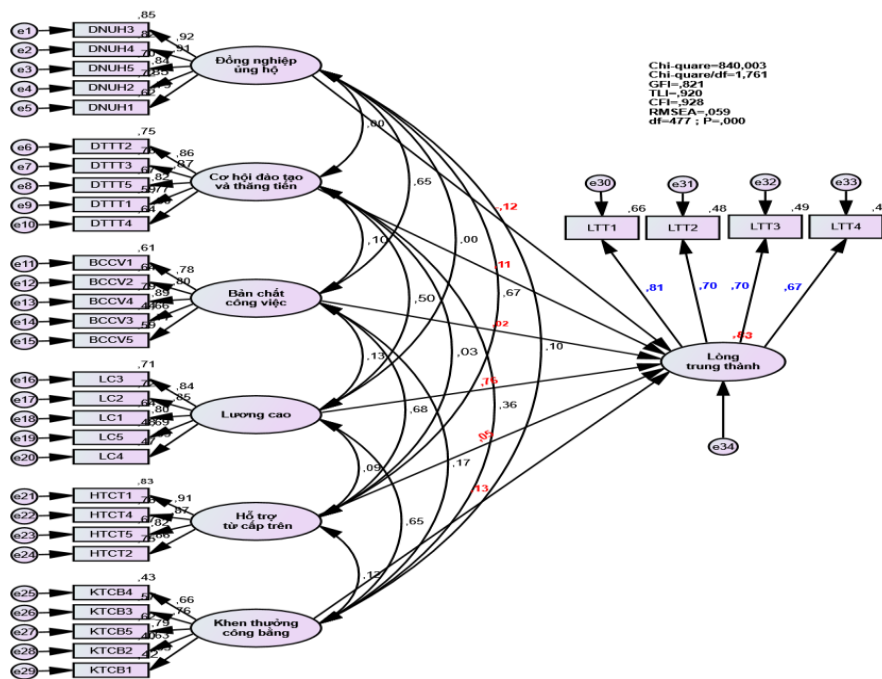 Chi-quare=840,003
Chi-quare/df=1,761
GFI=,821
TLI=,920
CFI=,928
RMSEA=,059
df=477 ; P=,000
e1
DNUH3
,85
,92
e2
DNUH4
,91
e3
DNUH5
,84
e4
DNUH2
e5
DNUH1
Đồng nghiệp
ủng hộ
e6
DTTT2
,75
,86
e7
DTTT3
,87
e8
DTTT5
,82
e9
DTTT1
e10
DTTT4
Cơ hội đào tạo
và thăng tiến
e11
BCCV1
,61
,78
e12
BCCV2
,80
e13
BCCV4
,89
e14
BCCV3
e15
BCCV5
Bản chất
công việc
e16
LC3
,71
,84
e17
LC2
,85
e18
LC1
,80
e19
LC5
e20
LC4
Lương cao
e21
HTCT1
,83
,91
e22
HTCT4
,87
e23
HTCT5
,82
e24
HTCT2
Hỗ trợ
từ cấp trên
e25
KTCB4
,43
,66
e26
KTCB3
,76
e27
KTCB5
,79
e28
KTCB2
e29
KTCB1
,42
Khen thưởng
công bằng
,00
,65
,10
,00
,50
,67
,13
,03
,10
,68
,36
,09
,17
,65
,12
,12
,11
,02
,76
,05
,13
e30
e31
e32
e33
LTT1
,66
LTT2
,48
LTT3
,49
LTT4
,81
,70
,70
,67
Lòng
trung thành
e34